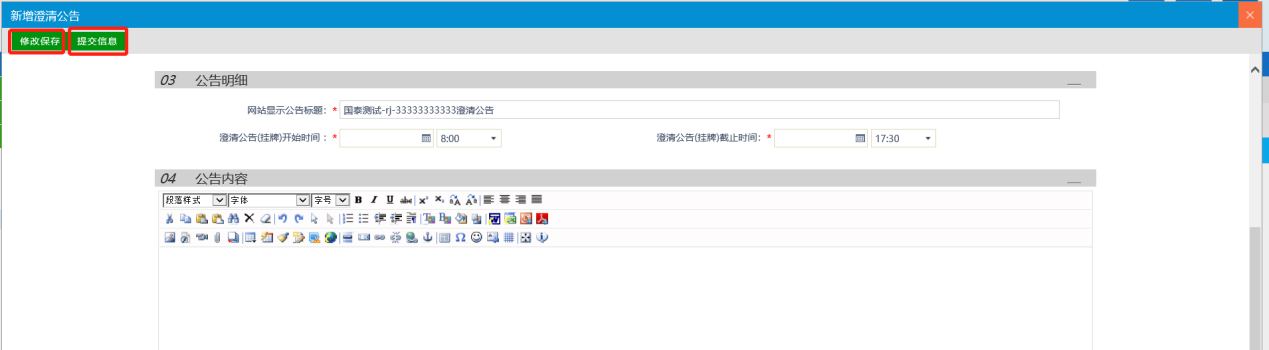 新增澄清公告
修改保存 提交信息
03 公告明细
网站显示公告标题：* 国泰测试-rj-33333333333澄清公告
澄清公告(挂牌)开始时间：* 8:00 澄清公告(挂牌)截止时间：* 17:30
04 公告内容
段落样式 字体 字号 B I U abc